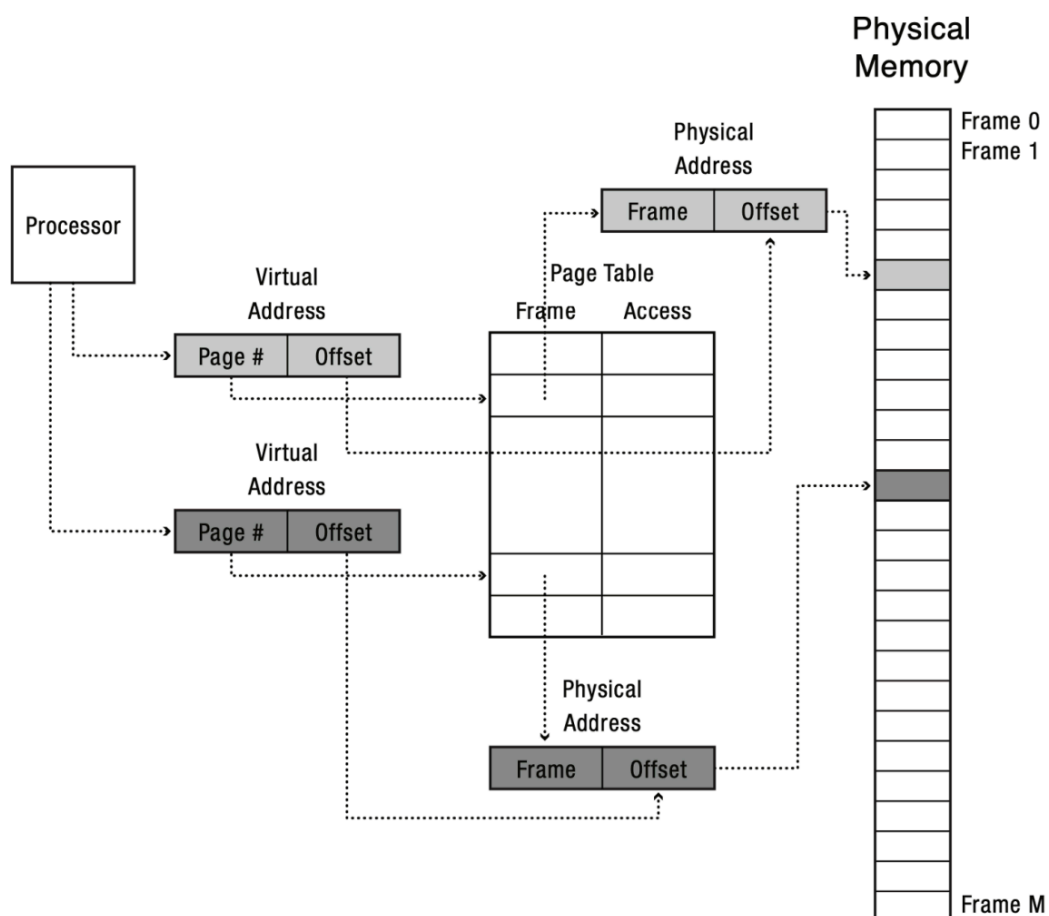 Physical
Memory
Frame 0
Frame 1
Physical
Address
Frame Offset
Processor
Virtual
Address
Page Table
Frame Access
Page # Offset
Virtual
Address
Page # Offset
Physical
Address
Frame Offset
Frame M